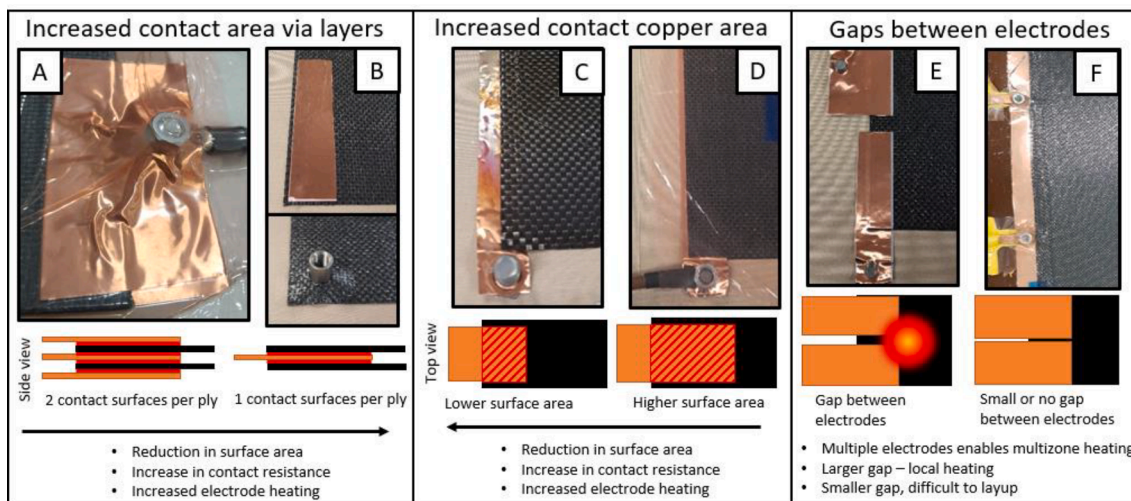 Increased contact area via layers
A
B
Side view
2 contact surfaces per ply
1 contact surfaces per ply
• Reduction in surface area
• Increase in contact resistance
• Increased electrode heating
Increased contact copper area
C
D
Top view
Lower surface area
Higher surface area
• Reduction in surface area
• Increase in contact resistance
• Increased electrode heating
Gaps between electrodes
E
F
Gap between
electrodes
Small or no gap
between electrodes
• Multiple electrodes enables multizone heating
• Larger gap – local heating
• Smaller gap, difficult to layup